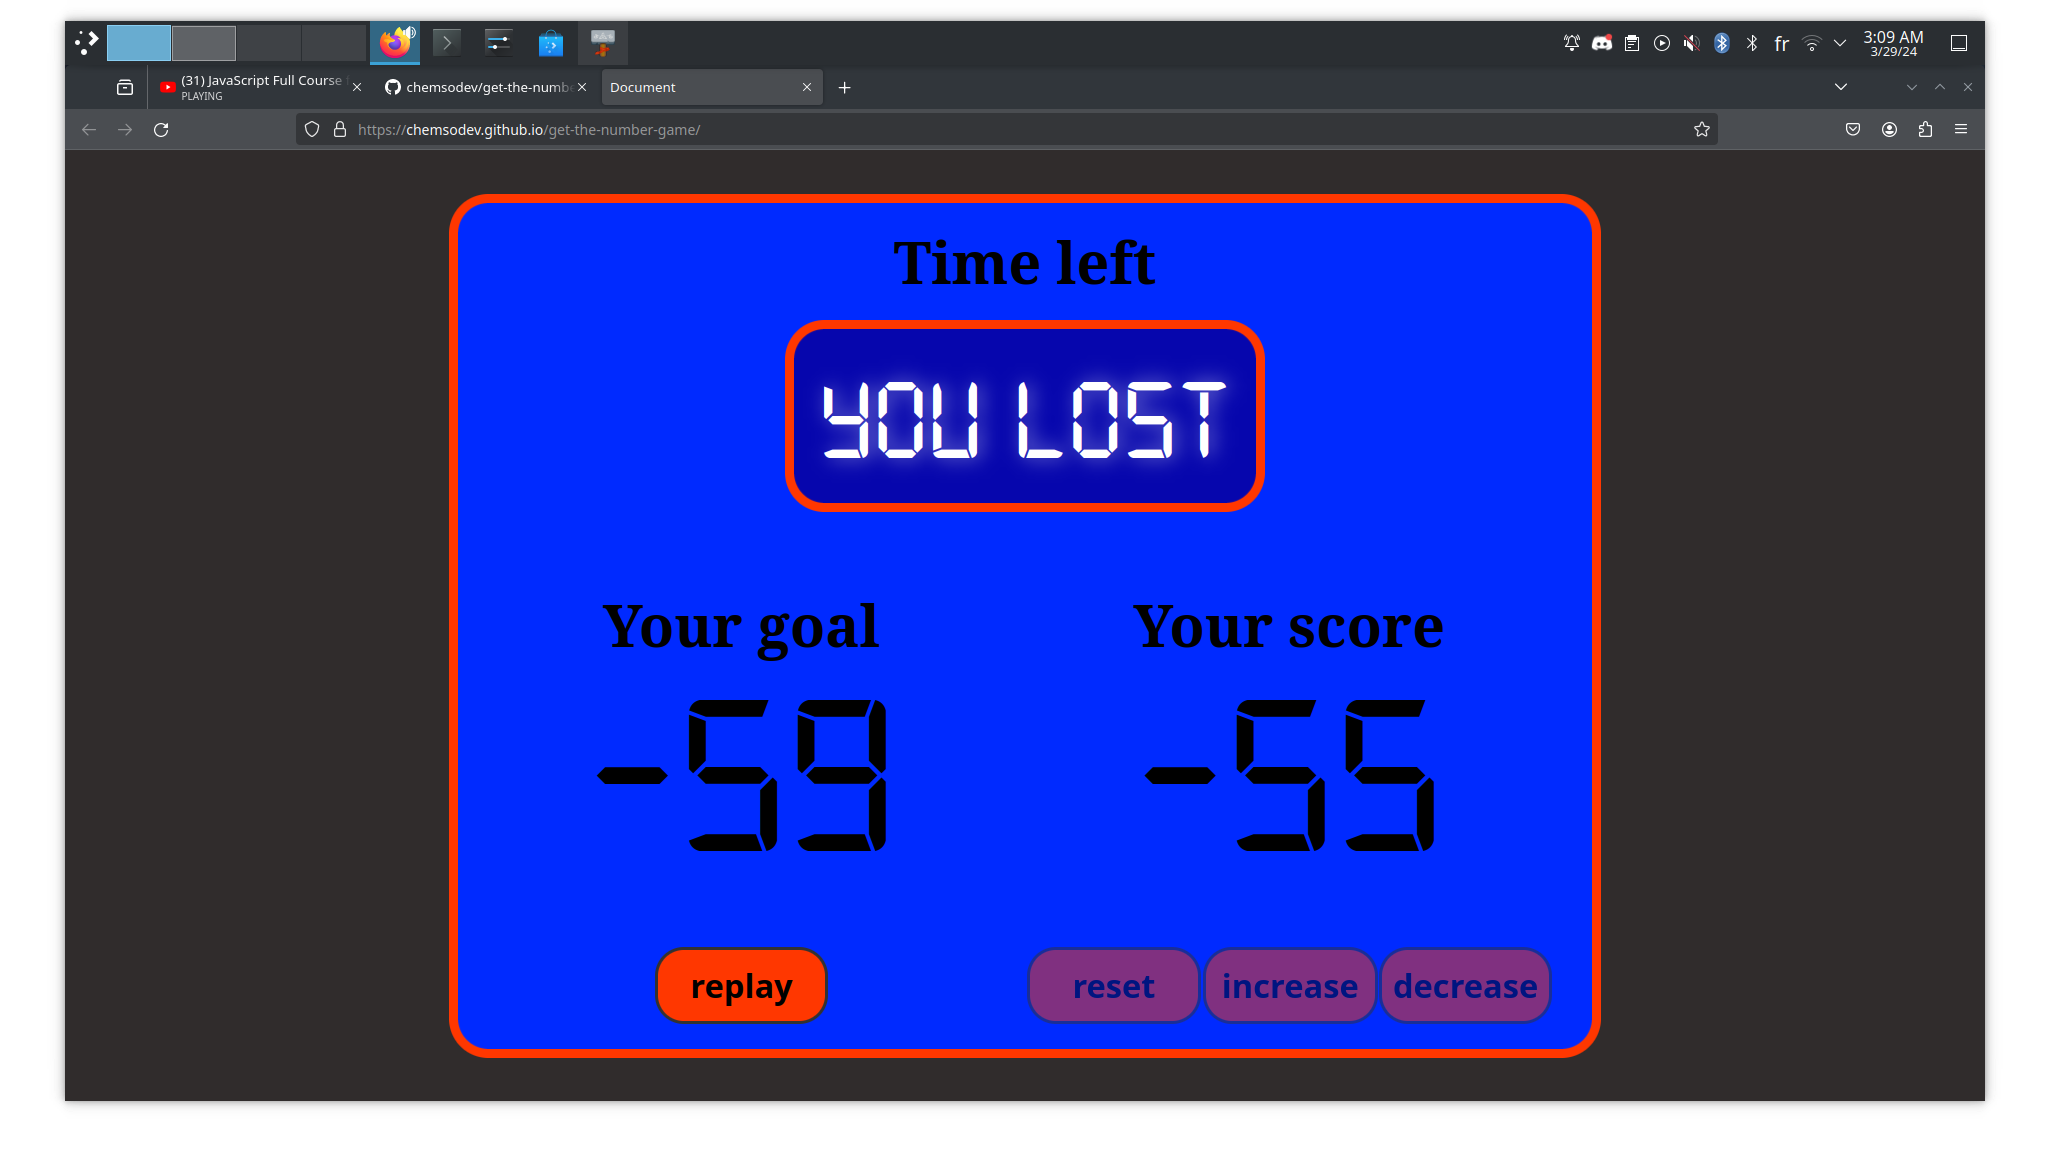 fr
3:09 AM
3/29/24
(31) JavaScript Full Course
PLAYING
chemsodev/get-the-numb
Document
https://chemsodev.github.io/get-the-number-game/
Time left
YOU LOST
Your goal
Your score
-59
-55
replay
reset
increase
decrease